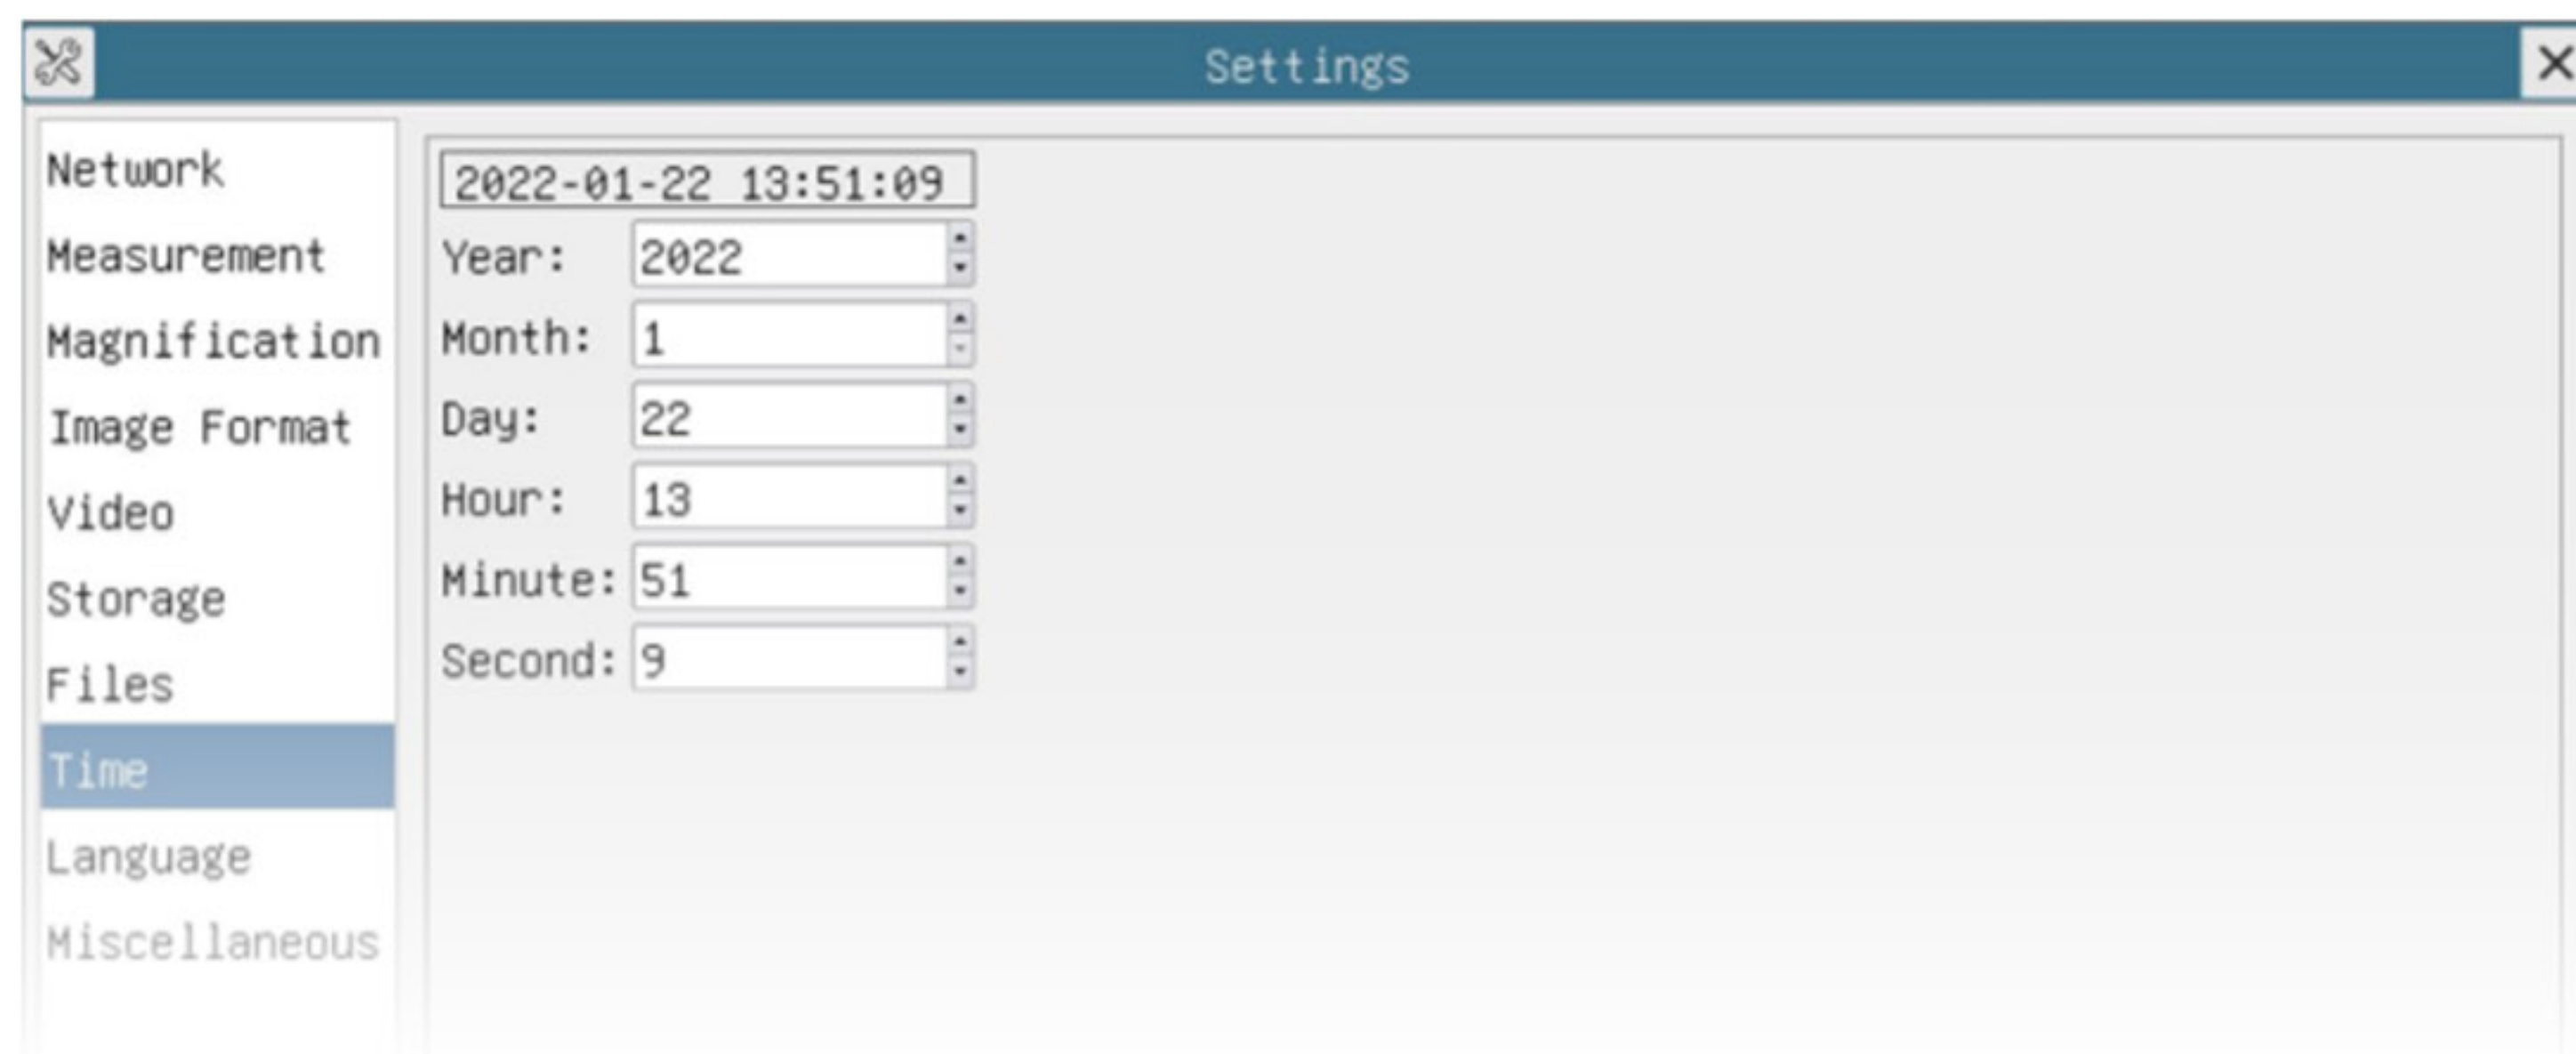 Settings
Network
Measurement
Magnification
Image Format
Video
Storage
Files
Time
Language
Miscellaneous
2022-01-22 13:51:09
Year: 2022
Month: 1
Day: 22
Hour: 13
Minute: 51
Second: 9